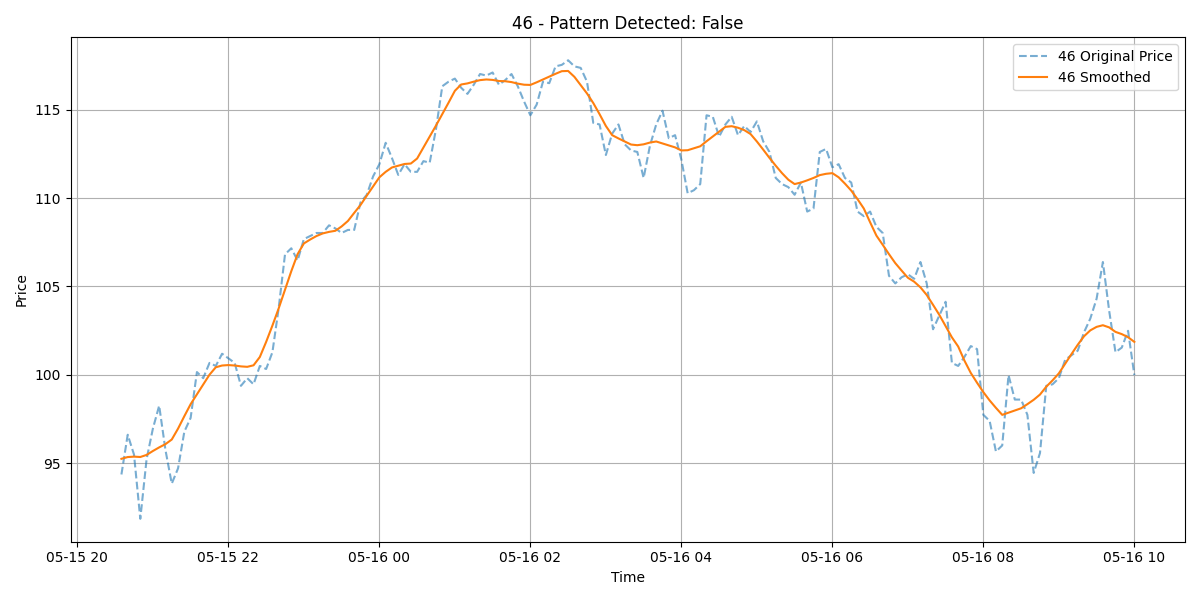 46 - Pattern Detected: False
46 Original Price
46 Smoothed
Price
115
110
105
100
95
05-15 20
05-15 22
05-16 00
05-16 02
05-16 04
05-16 06
05-16 08
05-16 10
Time